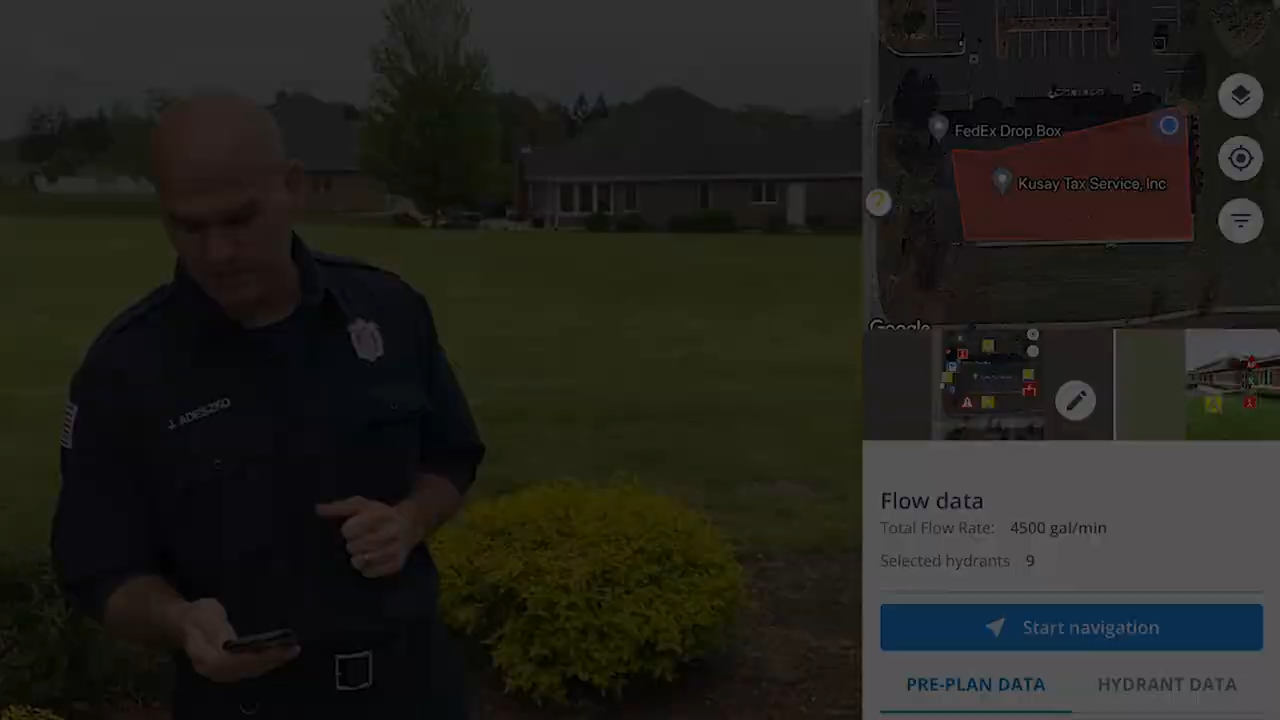 J. ADESZKO
FedEx Drop Box
Kusay Tax Service, Inc
Google
Flow data
Total Flow Rate: 4500 gal/min
Selected hydrants 9
Start navigation
PRE-PLAN DATA
HYDRANT DATA